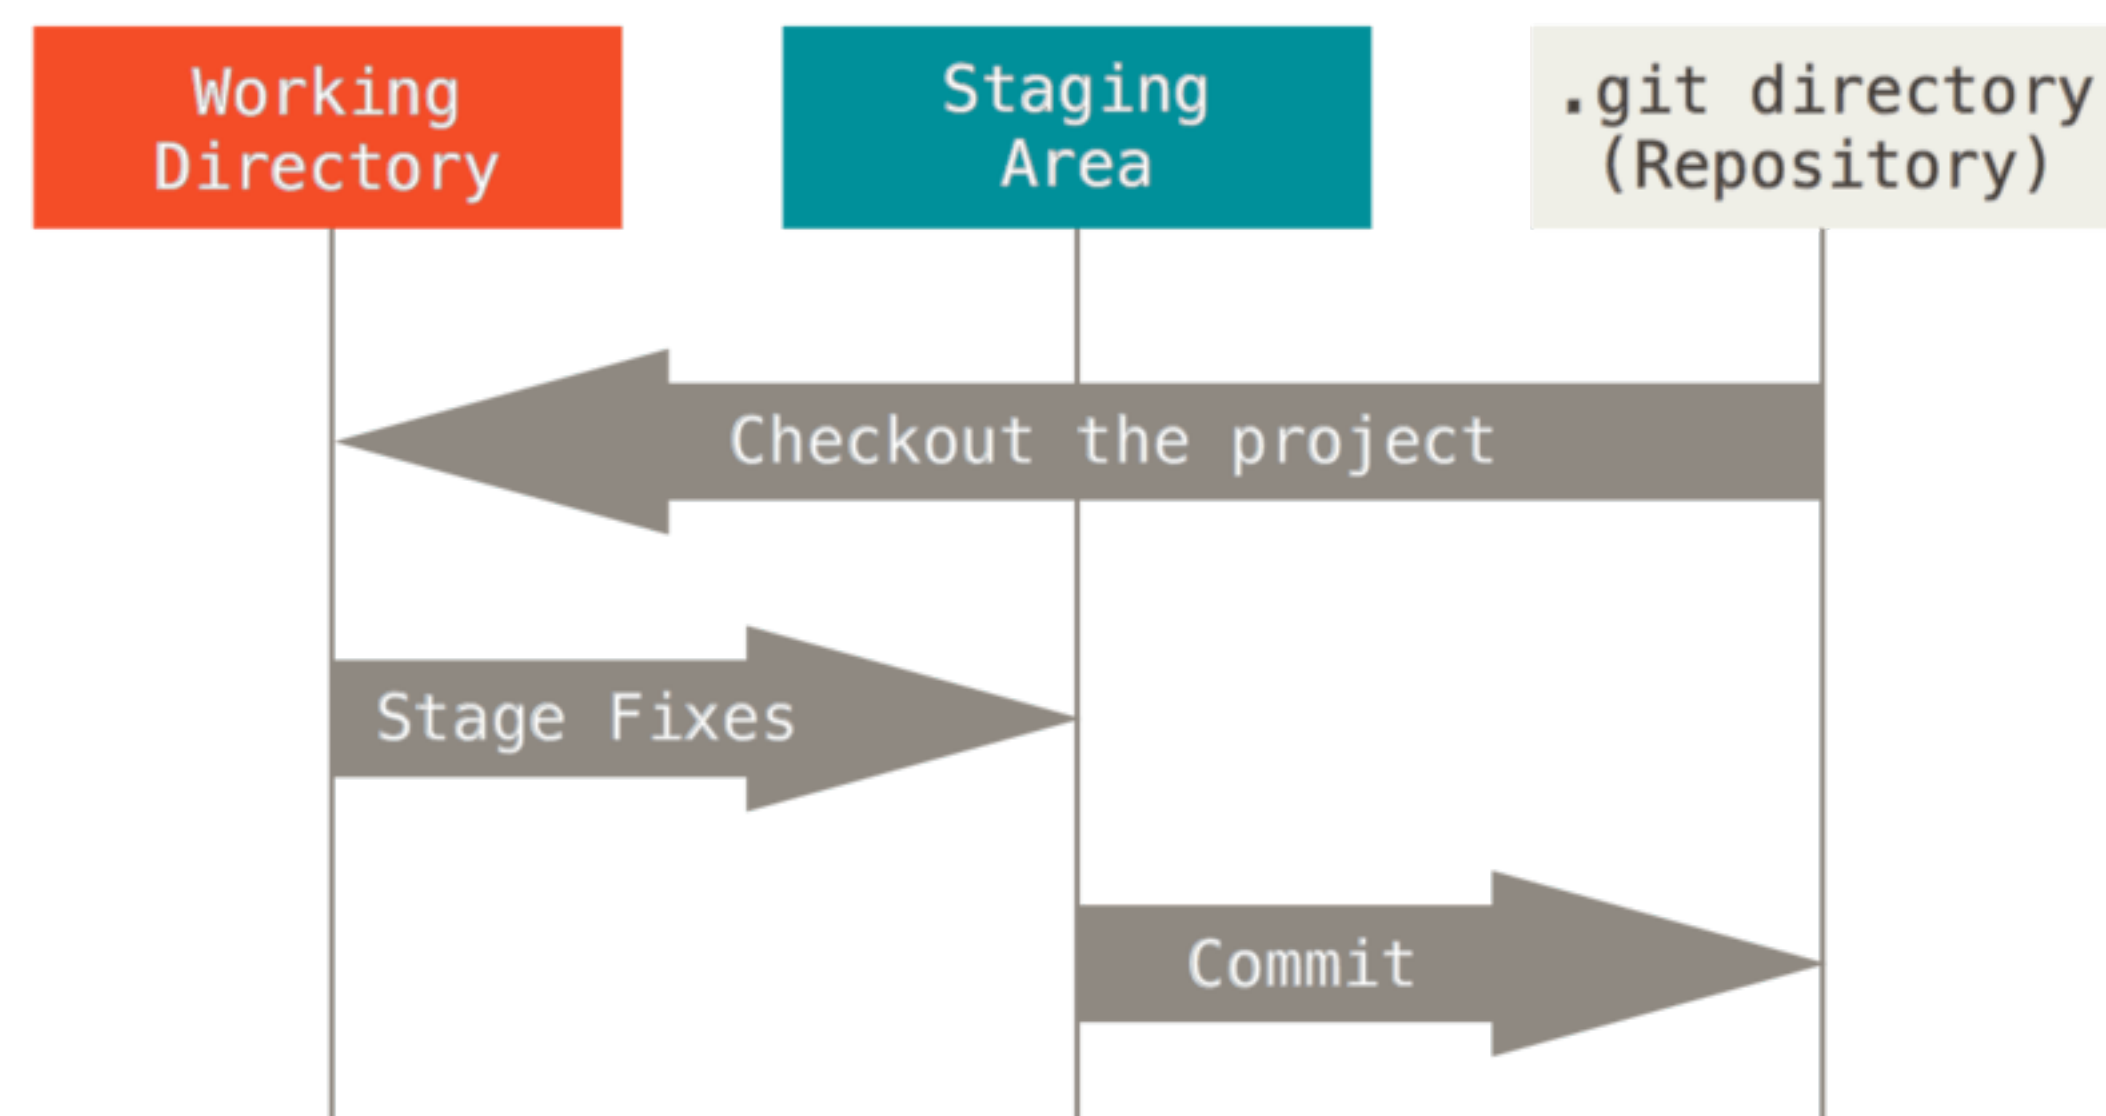 Working
Directory
Staging
Area
.git directory
(Repository)
Checkout the project
Stage Fixes
Commit